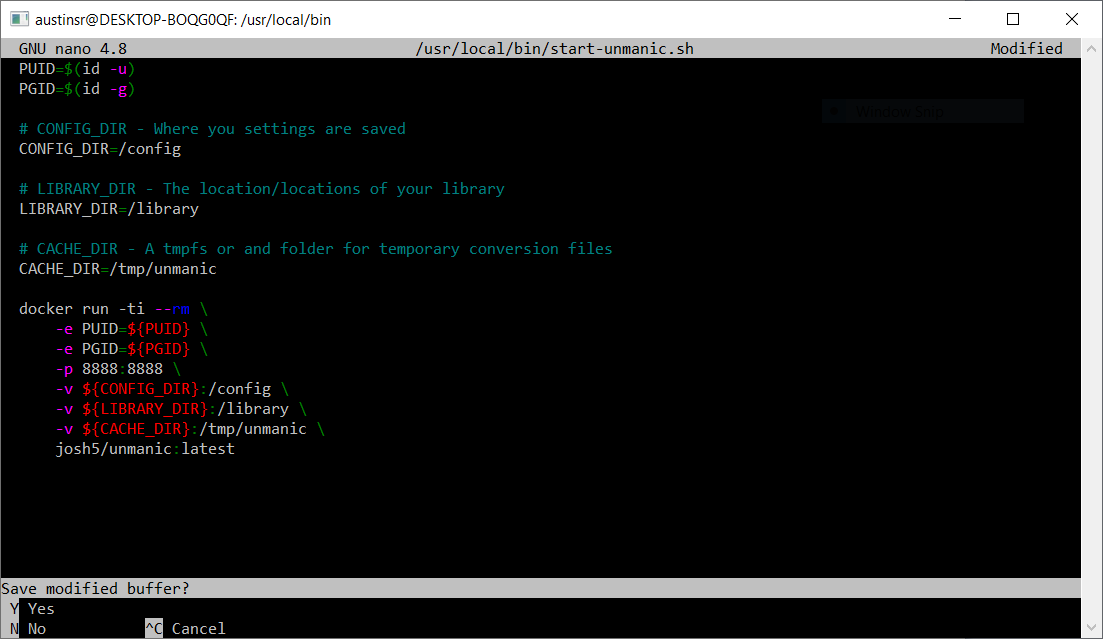 austinsr@DESKTOP-BOQG0QF: /usr/local/bin
GNU nano 4.8 /usr/local/bin/start-unmanic.sh Modified
PUID=$(id -u)
PGID=$(id -g)
Window Snip
# CONFIG_DIR - Where you settings are saved
CONFIG_DIR=/config
# LIBRARY_DIR - The location/locations of your library
LIBRARY_DIR=/library
# CACHE_DIR - A tmpfs or and folder for temporary conversion files
CACHE_DIR=/tmp/unmanic
docker run -ti --rm \
-e PUID=${PUID} \
-e PGID=${PGID} \
-p 8888:8888 \
-v ${CONFIG_DIR}:/config \
-v ${LIBRARY_DIR}:/library \
-v ${CACHE_DIR}:/tmp/unmanic \
josh5/unmanic:latest
Save modified buffer?
Y Yes
N No ^C Cancel